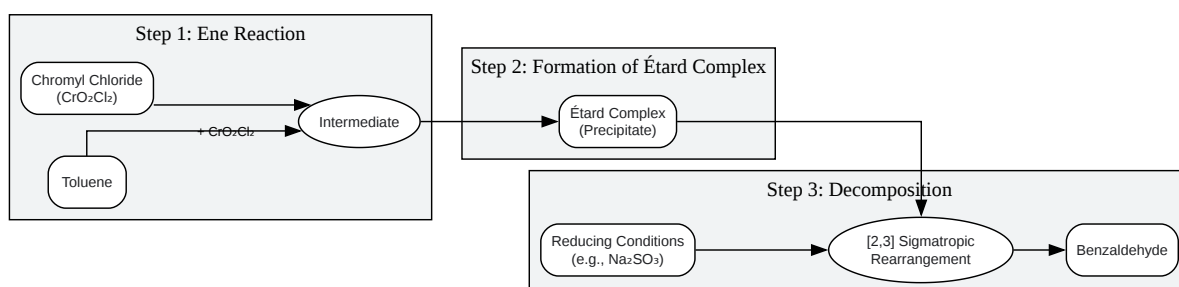 Step 1: Ene Reaction
Chromyl Chloride
(CrO₂Cl₂)
+ CrO₂Cl₂
Intermediate
Toluene
Step 2: Formation of Étard Complex
Étard Complex
(Precipitate)
Step 3: Decomposition
Reducing Conditions
(e.g., Na₂SO₃)
[2,3] Sigmatropic
Rearrangement
Benzaldehyde